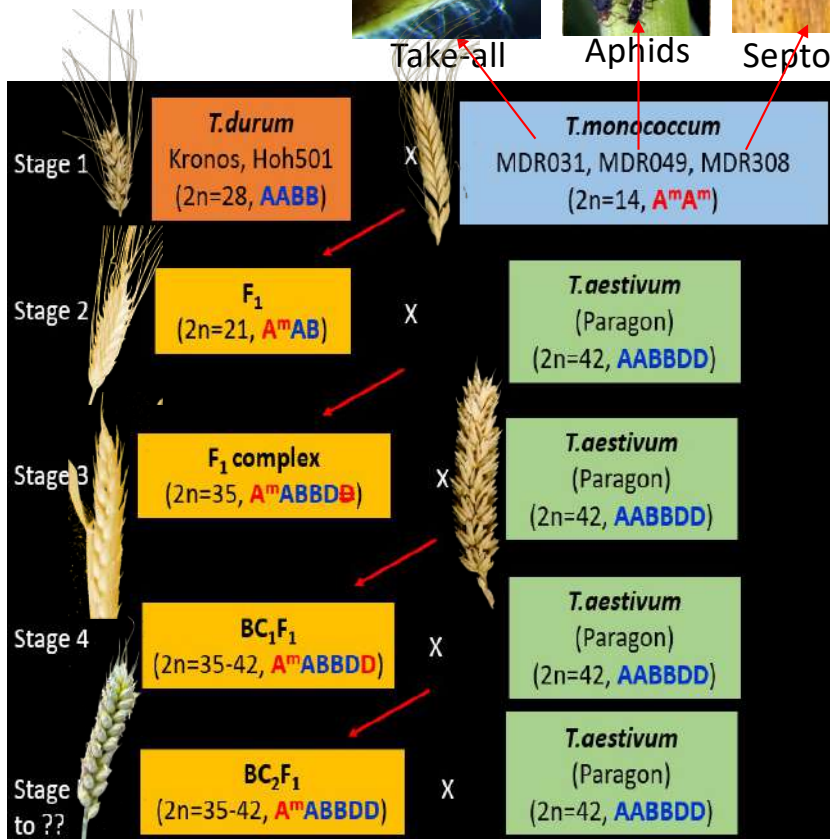 Take-all
Aphids
Septo
Stage 1
T.durum
Kronos, Hoh501
(2n=28, AABB)
X
T.monococcum
MDR031, MDR049, MDR308
(2n=14, AᵐAᵐ)
Stage 2
F₁
(2n=21, AᵐAB)
X
T.aestivum
(Paragon)
(2n=42, AABBDD)
Stage 3
F₁ complex
(2n=35, AᵐABBDD)
X
T.aestivum
(Paragon)
(2n=42, AABBDD)
Stage 4
BC₁F₁
(2n=35-42, AᵐABBDD)
X
T.aestivum
(Paragon)
(2n=42, AABBDD)
Stage
to ??
BC₂F₁
(2n=35-42, AᵐABBDD)
X
T.aestivum
(Paragon)
(2n=42, AABBDD)